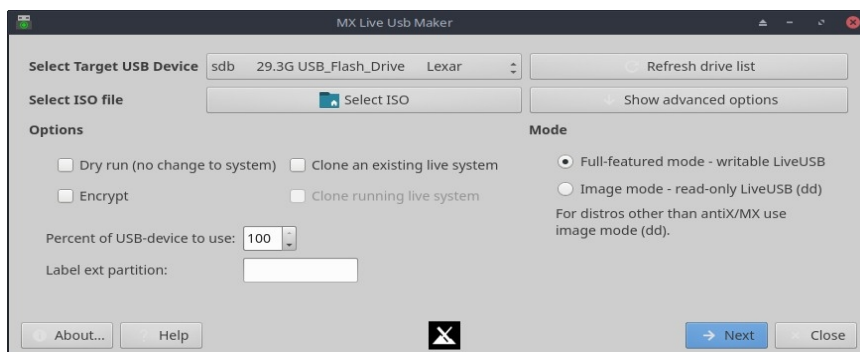 MX Live Usb Maker
Select Target USB Device sdb 29.3G USB_Flash_Drive Lexar Refresh drive list
Select ISO file Select ISO Show advanced options
Options Mode
Dry run (no change to system) Clone an existing live system Full-featured mode - writable LiveUSB
Encrypt Clone running live system Image mode - read-only LiveUSB (dd)
For distros other than antiX/MX use
image mode (dd).
Percent of USB-device to use: 100
Label ext partition:
About... Help Next Close